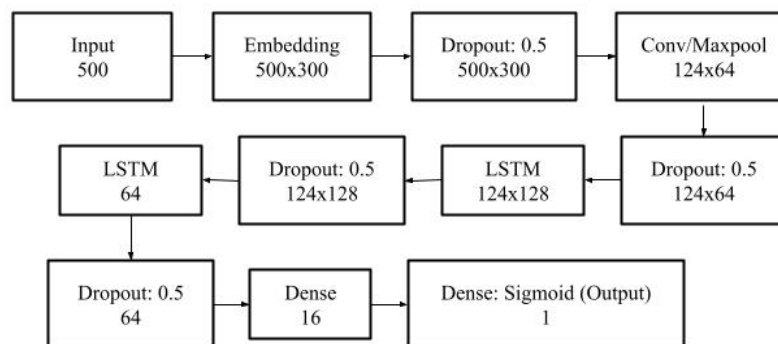 Input
500
Embedding
500x300
Dropout: 0.5
500x300
Conv/Maxpool
124x64
Dropout: 0.5
124x64
LSTM
124x128
Dropout: 0.5
124x128
LSTM
64
Dropout: 0.5
64
Dense
16
Dense: Sigmoid (Output)
1